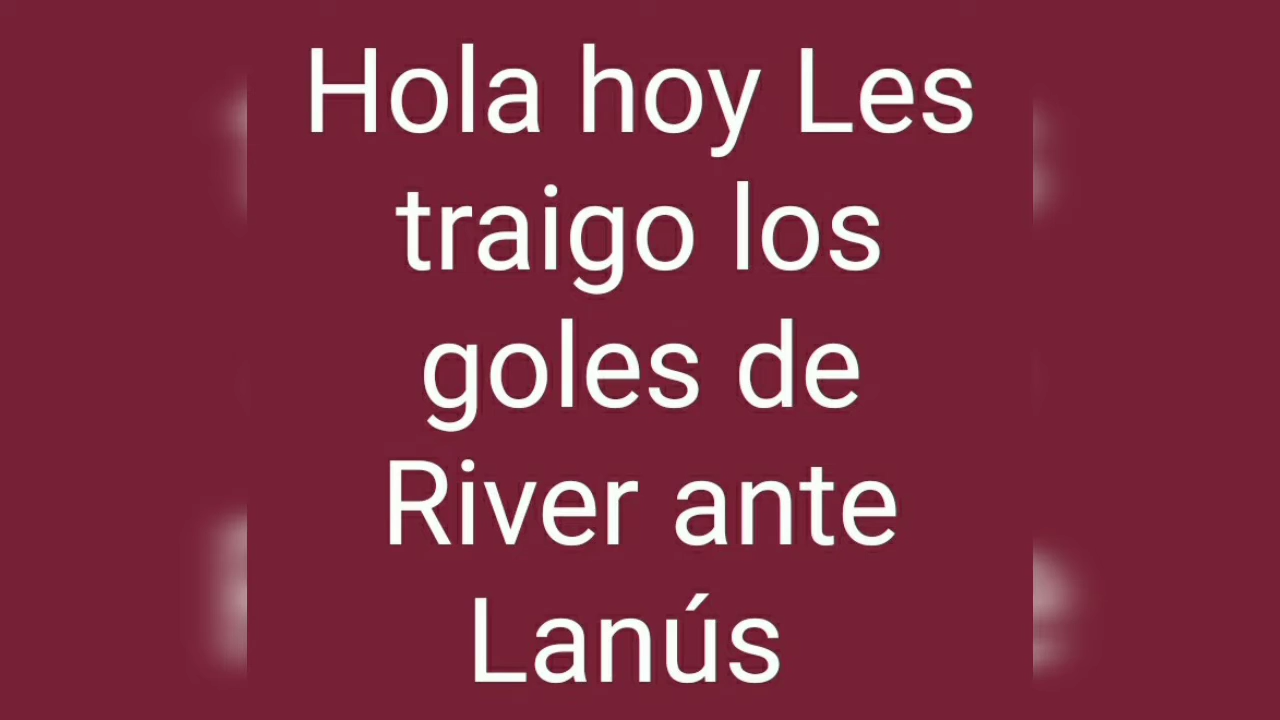 Hola hoy Les
traigo los
goles de
River ante
Lanús